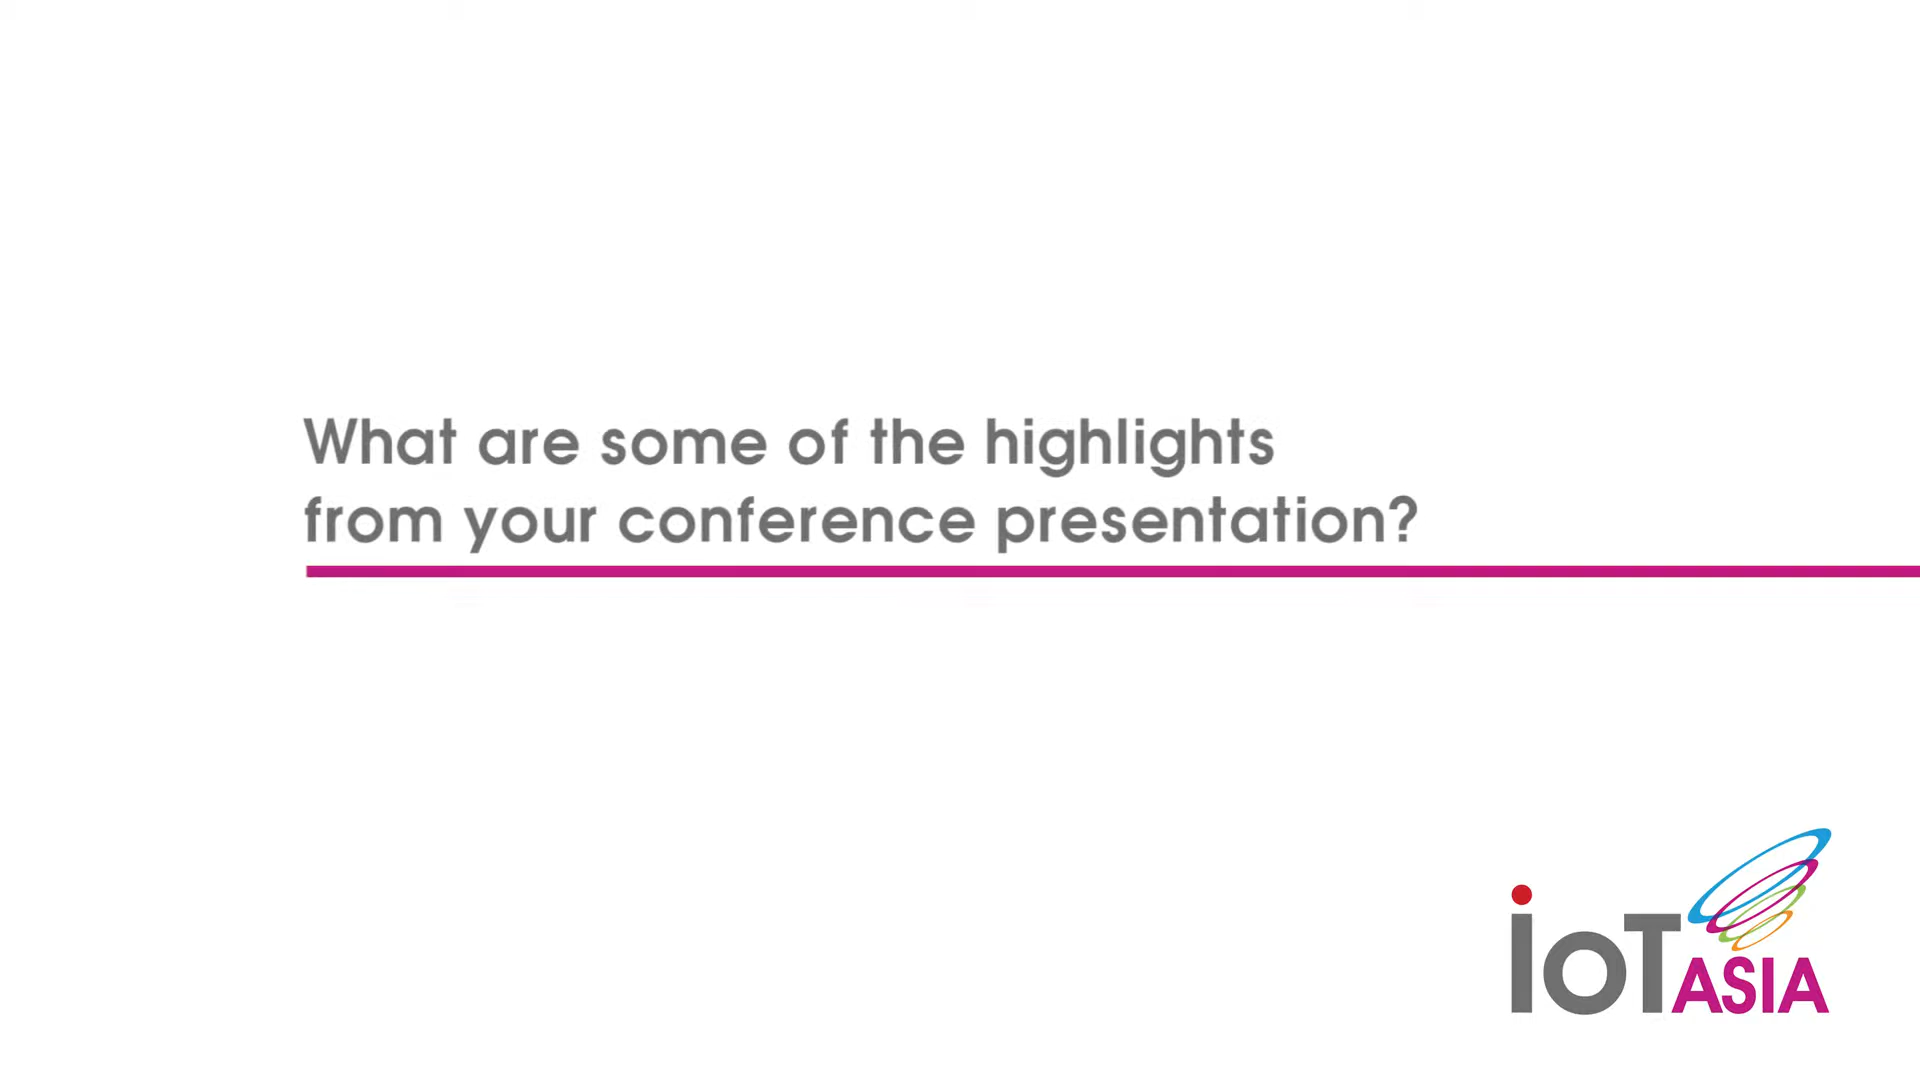 What are some of the highlights
from your conference presentation?
ioT ASIA